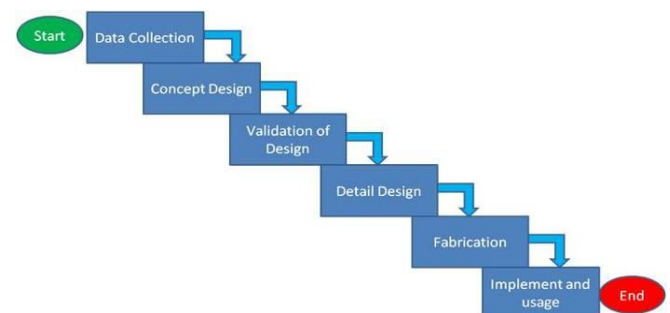 Start
Data Collection
Concept Design
Validation of
Design
Detail Design
Fabrication
Implement and
usage
End